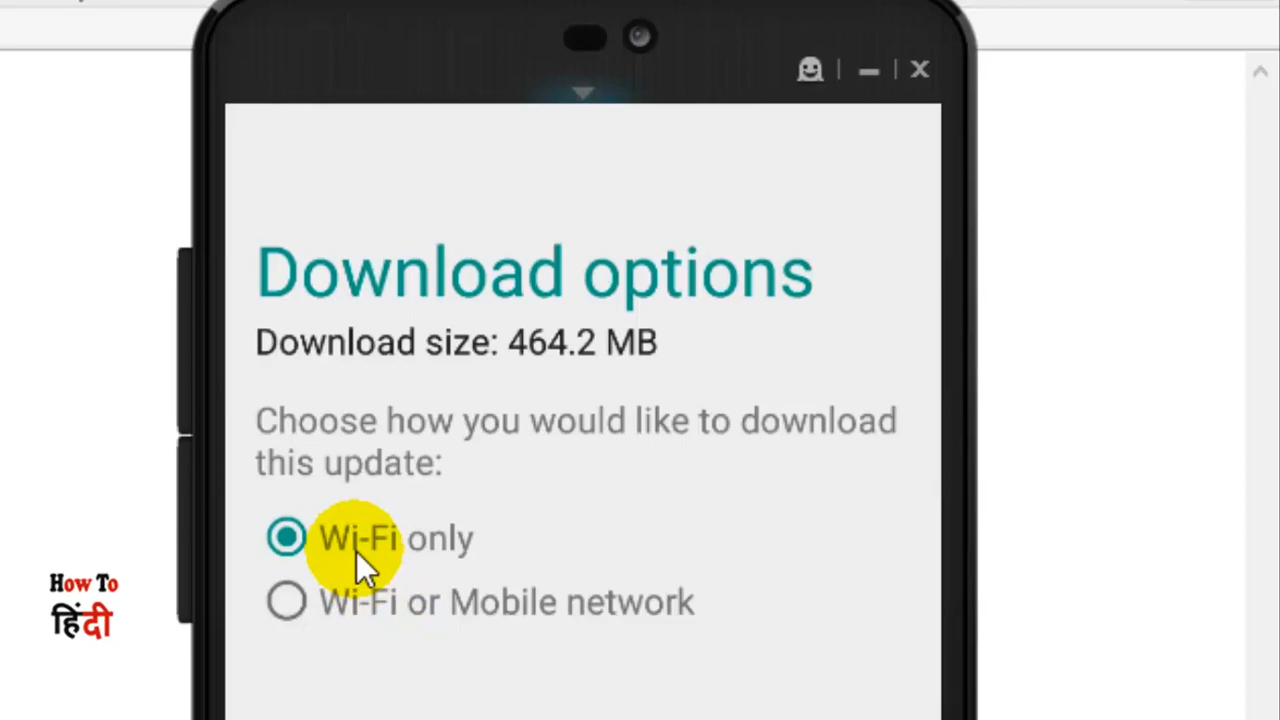 Download options
Download size: 464.2 MB
Choose how you would like to download
this update:
Wi-Fi only
Wi-Fi or Mobile network
How To
हिंदी